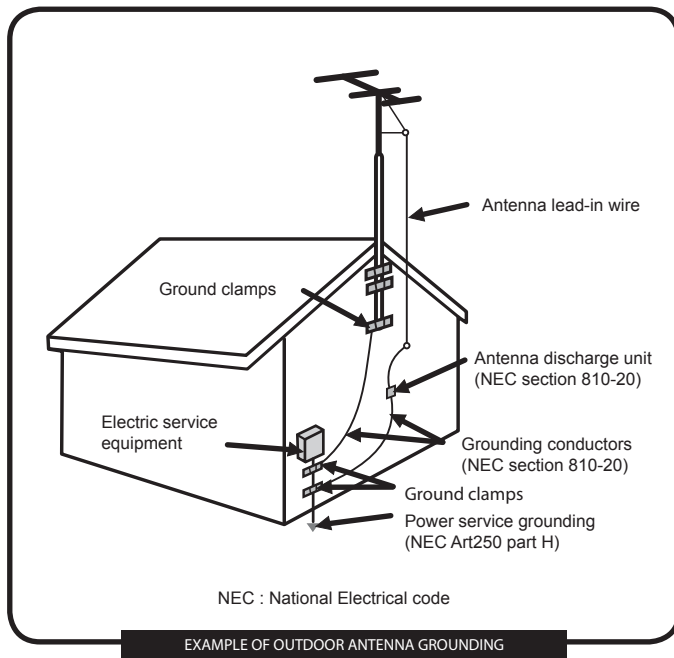 Antenna lead-in wire
Ground clamps
Antenna discharge unit
(NEC section 810-20)
Electric service
equipment
Grounding conductors
(NEC section 810-20)
Ground clamps
Power service grounding
(NEC Art250 part H)
NEC : National Electrical code
EXAMPLE OF OUTDOOR ANTENNA GROUNDING